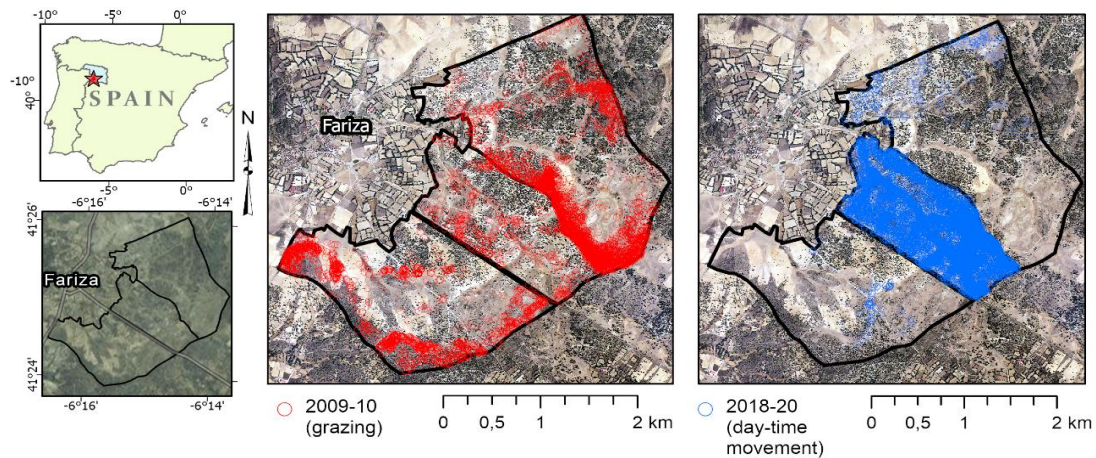 -10° -5° 0°
-10°
40°
SPAIN
-5° 0°
N
-6°16' -6°14'
41°26'
Fariza
41°24'
-6°16' -6°14'
Fariza
2009-10
(grazing)
0 0,5 1 2 km
2018-20
(day-time
movement)
0 0,5 1 2 km